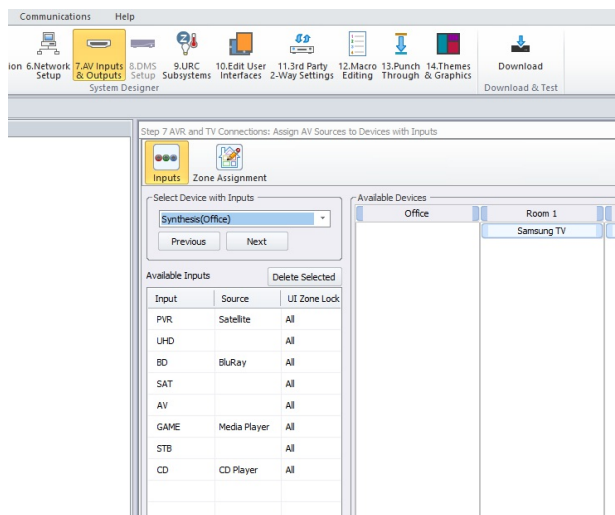 Communications Help
ion 6.Network 7.AV Inputs 8.DMS 9.URC 10.Edit User 11.3rd Party 12.Macro 13.Punch 14.Themes Download
Setup & Outputs Setup Subsystems Interfaces 2-Way Settings Editing Through & Graphics
System Designer Download & Test
Step 7 AVR and TV Connections: Assign AV Sources to Devices with Inputs
Inputs Zone Assignment
Select Device with Inputs Available Devices
Synthesis(Office) Office Room 1
Previous Next Samsung TV
Available Inputs Delete Selected
Input Source UI Zone Lock
PVR Satellite All
UHD All
BD BluRay All
SAT All
AV All
GAME Media Player All
STB All
CD CD Player All